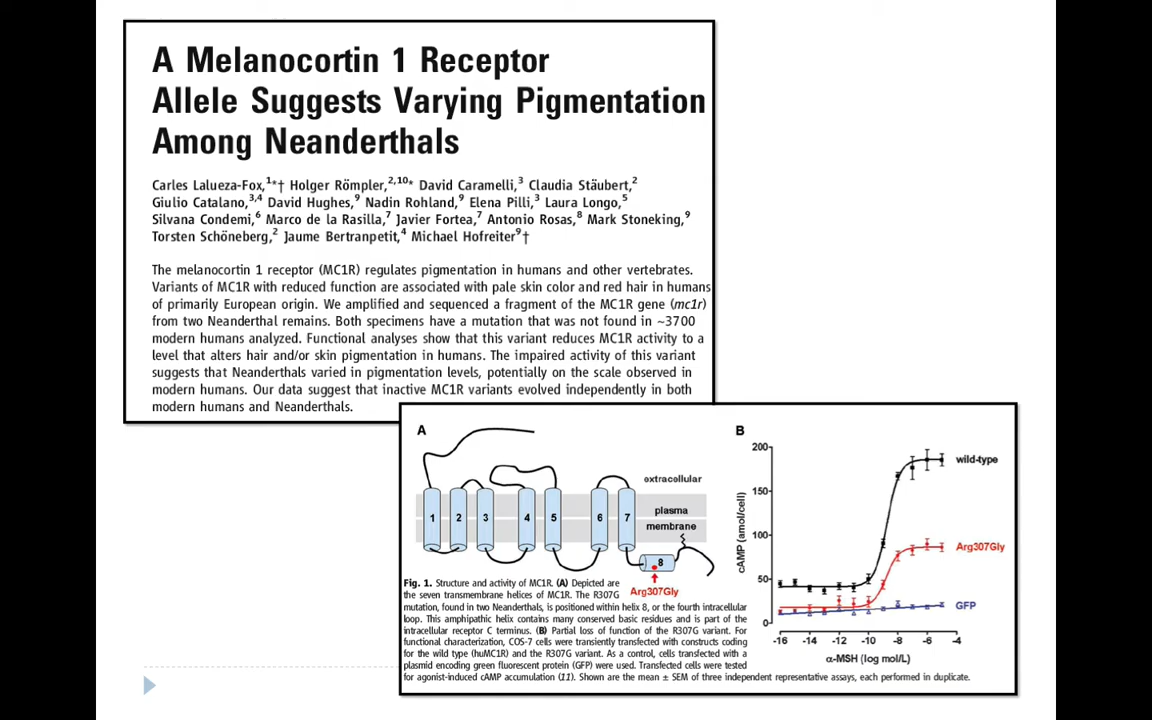 A Melanocortin 1 Receptor
Allele Suggests Varying Pigmentation
Among Neanderthals
Carles Lalueza-Fox,1*† Holger Römpler,2,10* David Caramelli,3 Claudia Stäubert,2
Giulio Catalano,3,4 David Hughes,9 Nadin Rohland,9 Elena Pilli,3 Laura Longo,5
Silvana Condemi,6 Marco de la Rasilla,7 Javier Fortea,7 Antonio Rosas,8 Mark Stoneking,9
Torsten Schöneberg,2 Jaume Bertranpetit,4 Michael Hofreiter9†
The melanocortin 1 receptor (MC1R) regulates pigmentation in humans and other vertebrates.
Variants of MC1R with reduced function are associated with pale skin color and red hair in humans
of primarily European origin. We amplified and sequenced a fragment of the MC1R gene (mc1r)
from two Neanderthal remains. Both specimens have a mutation that was not found in ~3700
modern humans analyzed. Functional analyses show that this variant reduces MC1R activity to a
level that alters hair and/or skin pigmentation in humans. The impaired activity of this variant
suggests that Neanderthals varied in pigmentation levels, potentially on the scale observed in
modern humans. Our data suggest that inactive MC1R variants evolved independently in both
modern humans and Neanderthals.
A
extracellular
plasma
membrane
1 2 3 4 5 6 7
8
Arg307Gly
B
200
150
100
50
0
cAMP (amol/cell)
wild-type
Arg307Gly
GFP
-16 -14 -12 -10 -8 -6 -4
α-MSH (log mol/L)
Fig. 1. Structure and activity of MC1R. (A) Depicted are
the seven transmembrane helices of MC1R. The R307G
mutation, found in two Neanderthals, is positioned within helix 8, or the fourth intracellular
loop. This amphipathic helix contains many conserved basic residues and is part of the
intracellular receptor C terminus. (B) Partial loss of function of the R307G variant. For
functional characterization, COS-7 cells were transiently transfected with constructs coding
for the wild type (huMC1R) and the R307G variant. As a control, cells transfected with a
plasmid encoding green fluorescent protein (GFP) were used. Transfected cells were tested
for agonist-induced cAMP accumulation (11). Shown are the mean ± SEM of three independent representative assays, each performed in duplicate.